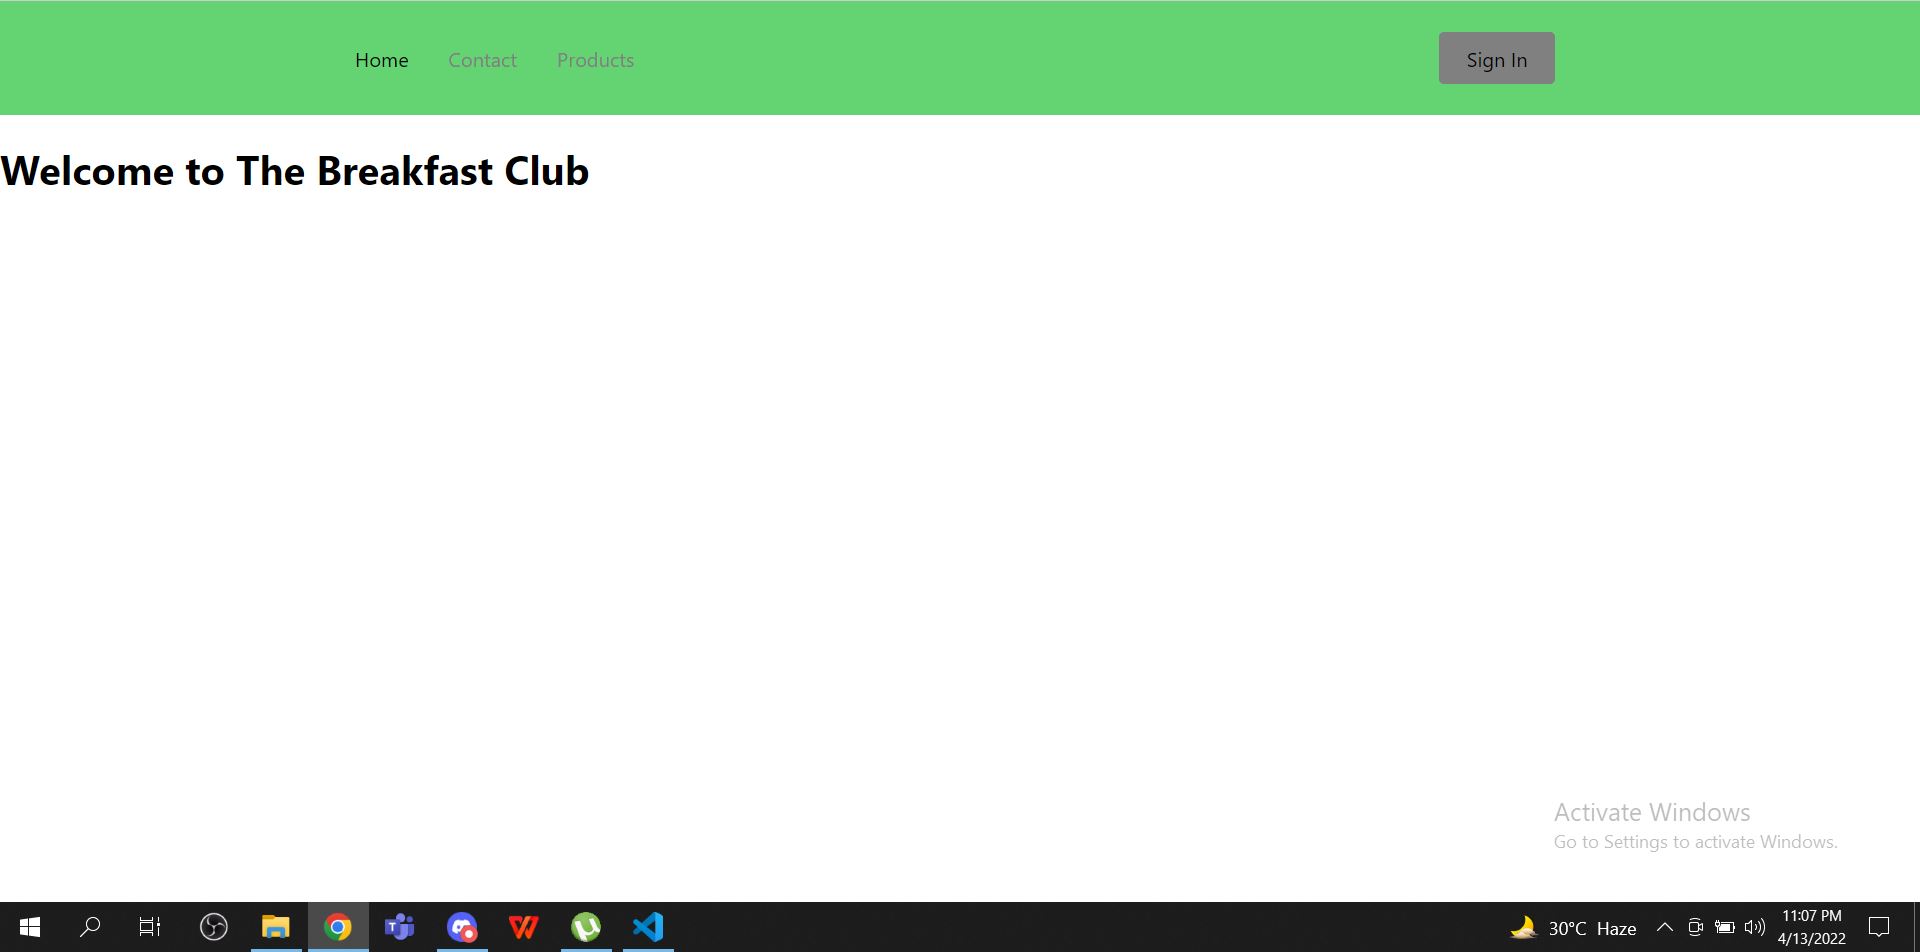 Home Contact Products Sign In
Welcome to The Breakfast Club
Activate Windows
Go to Settings to activate Windows.
30°C Haze
11:07 PM
4/13/2022